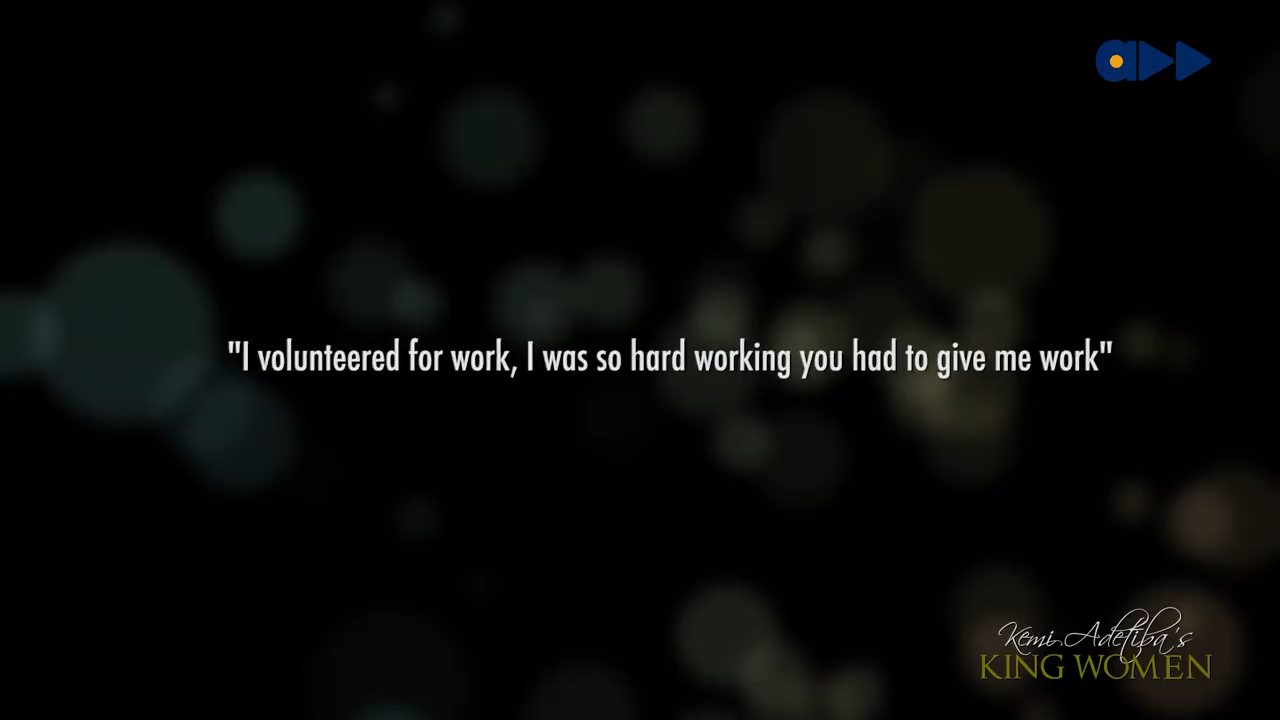 "I volunteered for work, I was so hard working you had to give me work"
Kemi Adetiba's
KING WOMEN